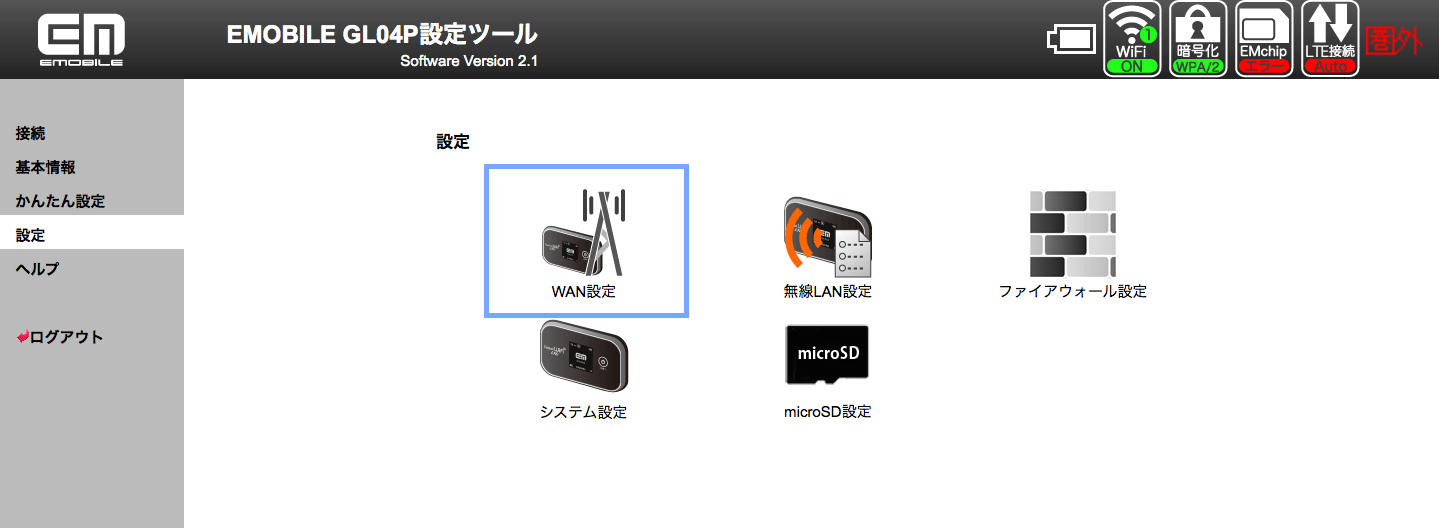 EM
EMOBILE
EMOBILE GL04P設定ツール
Software Version 2.1
1
WiFi
ON
暗号化
WPA/2
EMchip
エラー
LTE接続
Auto
圏外
接続
基本情報
かんたん設定
設定
ヘルプ
ログアウト
設定
WAN設定
無線LAN設定
ファイアウォール設定
システム設定
microSD
microSD設定